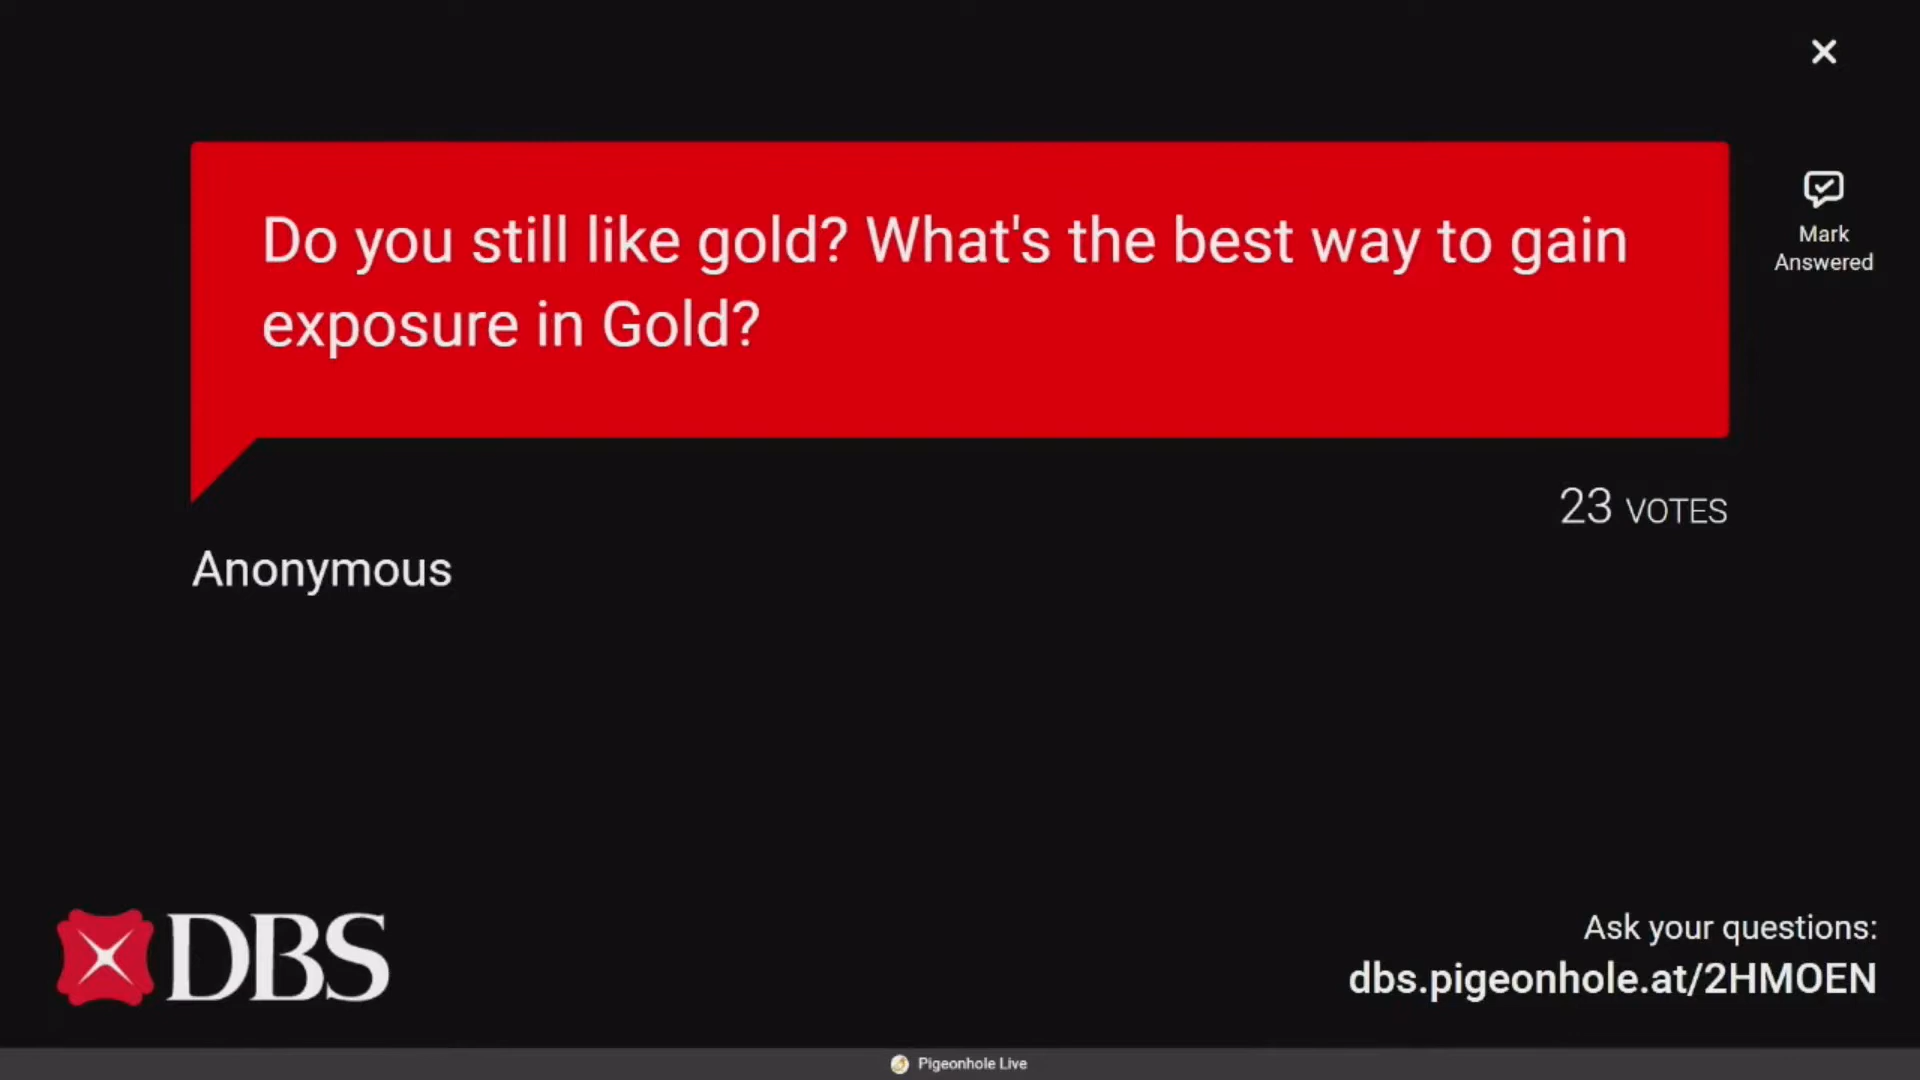 Do you still like gold? What's the best way to gain
exposure in Gold?
Mark
Answered
23 VOTES
Anonymous
DBS
Ask your questions:
dbs.pigeonhole.at/2HMOEN
Pigeonhole Live